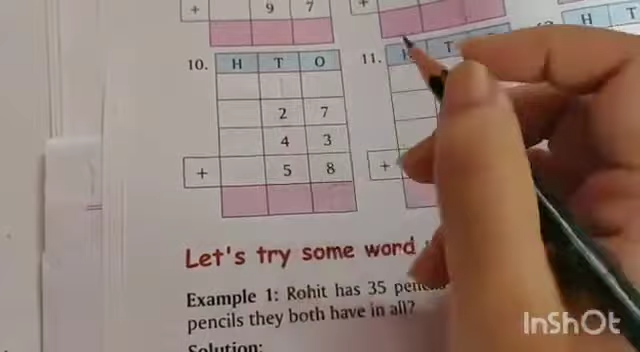 + 9 7 +
H T
10. H T O 11. H T
2 7
4 3
+ 5 8 +
Let's try some word
Example 1: Rohit has 35
pencils they both have in all?
Solution:
InShOt